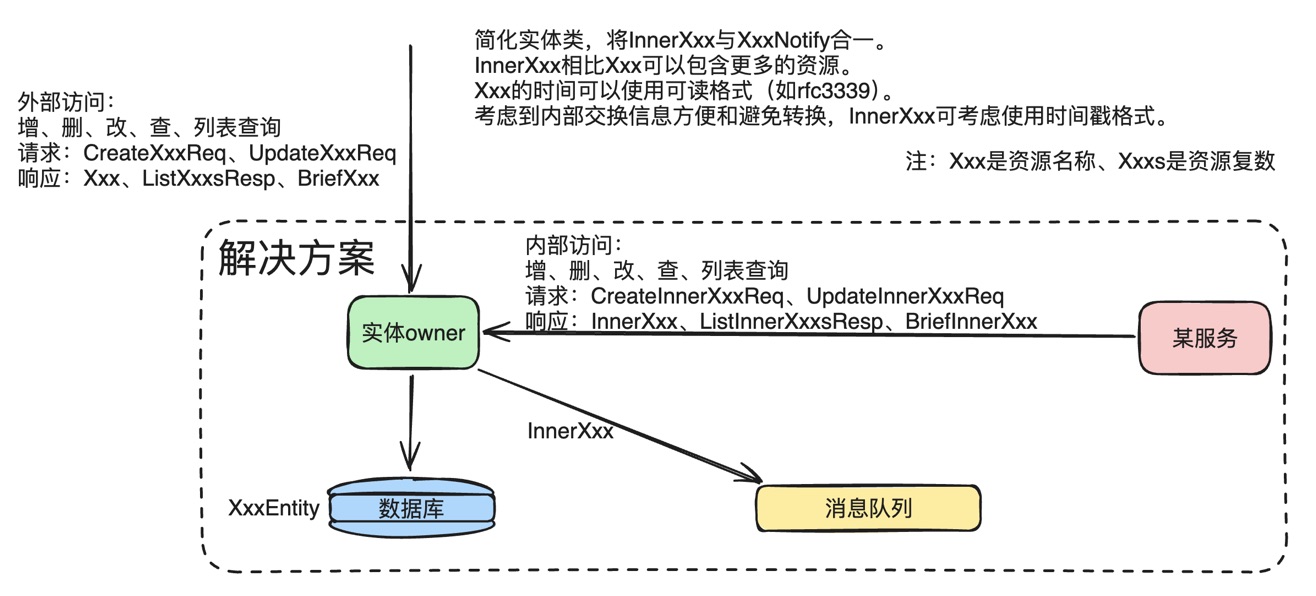 简化实体类，将InnerXxx与XxxNotify合一。
InnerXxx相比Xxx可以包含更多的资源。
Xxx的时间可以使用可读格式（如rfc3339）。
考虑到内部交换信息方便和避免转换，InnerXxx可考虑使用时间戳格式。
外部访问：
增、删、改、查、列表查询
请求：CreateXxxReq、UpdateXxxReq
响应：Xxx、ListXxxsResp、BriefXxx
注：Xxx是资源名称、Xxxs是资源复数
解决方案
内部访问：
增、删、改、查、列表查询
请求：CreateInnerXxxReq、UpdateInnerXxxReq
响应：InnerXxx、ListInnerXxxsResp、BriefInnerXxx
实体owner
某服务
InnerXxx
XxxEntity
数据库
消息队列